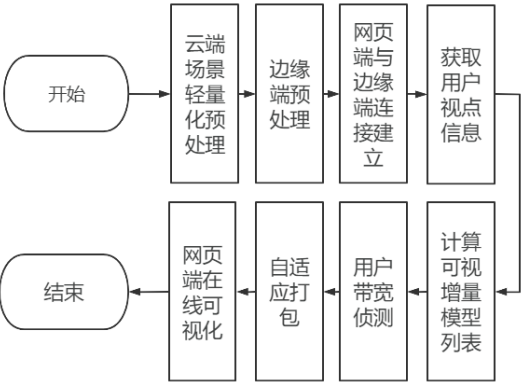 开始
云端
场景
轻量
化预
处理
边缘
端预
处理
网页
端与
边缘
端连
接建
立
获取
用户
视点
信息
计算
可视
增量
模型
列表
用户
带宽
侦测
自适
应打
包
网页
端在
线可
视化
结束